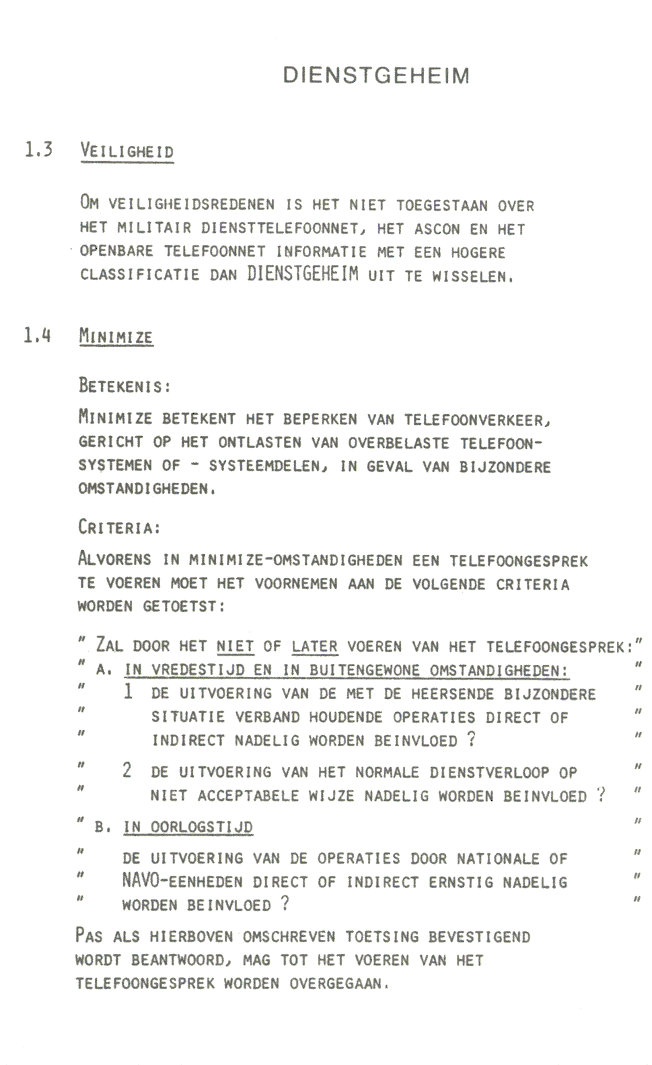 DIENSTGEHEIM
1.3 VEILIGHEID
OM VEILIGHEIDSREDENEN IS HET NIET TOEGESTAAN OVER
HET MILITAIR DIENSTTELEFOONNET, HET ASCON EN HET
OPENBARE TELEFOONNET INFORMATIE MET EEN HOGERE
CLASSIFICATIE DAN DIENSTGEHEIM UIT TE WISSELEN.
1.4 MINIMIZE
BETEKENIS:
MINIMIZE BETEKENT HET BEPERKEN VAN TELEFOONVERKEER,
GERICHT OP HET ONTLASTEN VAN OVERBELASTE TELEFOON-
SYSTEMEN OF - SYSTEEMDELEN, IN GEVAL VAN BIJZONDERE
OMSTANDIGHEDEN.
CRITERIA:
ALVORENS IN MINIMIZE-OMSTANDIGHEDEN EEN TELEFOONGESPREK
TE VOEREN MOET HET VOORNEMEN AAN DE VOLGENDE CRITERIA
WORDEN GETOETST:
" ZAL DOOR HET NIET OF LATER VOEREN VAN HET TELEFOONGESPREK:"
" A. IN VREDESTIJD EN IN BUITENGEWONE OMSTANDIGHEDEN: "
" 1 DE UITVOERING VAN DE MET DE HEERSENDE BIJZONDERE "
" SITUATIE VERBAND HOUDENDE OPERATIES DIRECT OF "
" INDIRECT NADELIG WORDEN BEINVLOED ? "
" 2 DE UITVOERING VAN HET NORMALE DIENSTVERLOOP OP "
" NIET ACCEPTABELE WIJZE NADELIG WORDEN BEINVLOED ? "
" B. IN OORLOGSTIJD "
" DE UITVOERING VAN DE OPERATIES DOOR NATIONALE OF "
" NAVO-EENHEDEN DIRECT OF INDIRECT ERNSTIG NADELIG "
" WORDEN BEINVLOED ? "
PAS ALS HIERBOVEN OMSCHREVEN TOETSING BEVESTIGEND
WORDT BEANTWOORD, MAG TOT HET VOEREN VAN HET
TELEFOONGESPREK WORDEN OVERGEGAAN.